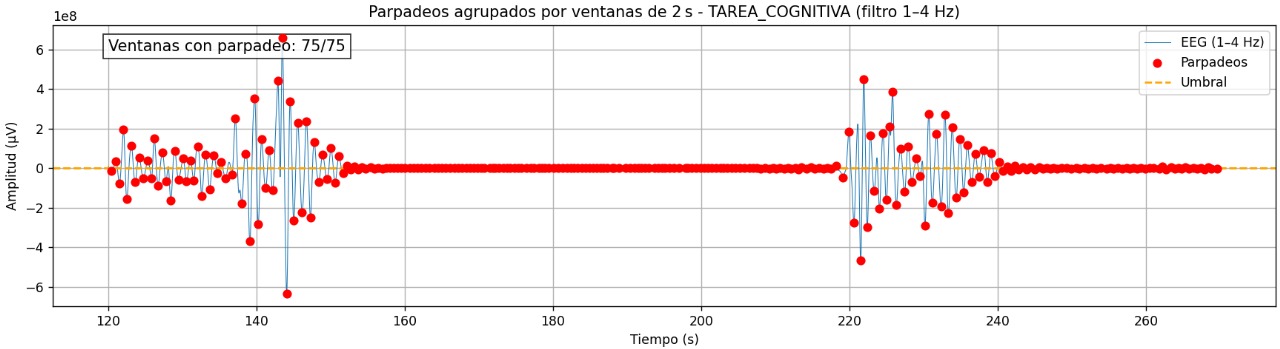 Parpadeos agrupados por ventanas de 2 s - TAREA_COGNITIVA (filtro 1–4 Hz)
1e8
Ventanas con parpadeo: 75/75
EEG (1–4 Hz)
Parpadeos
Umbral
Amplitud (µV)
6
4
2
0
−2
−4
−6
120
140
160
180
200
220
240
260
Tiempo (s)